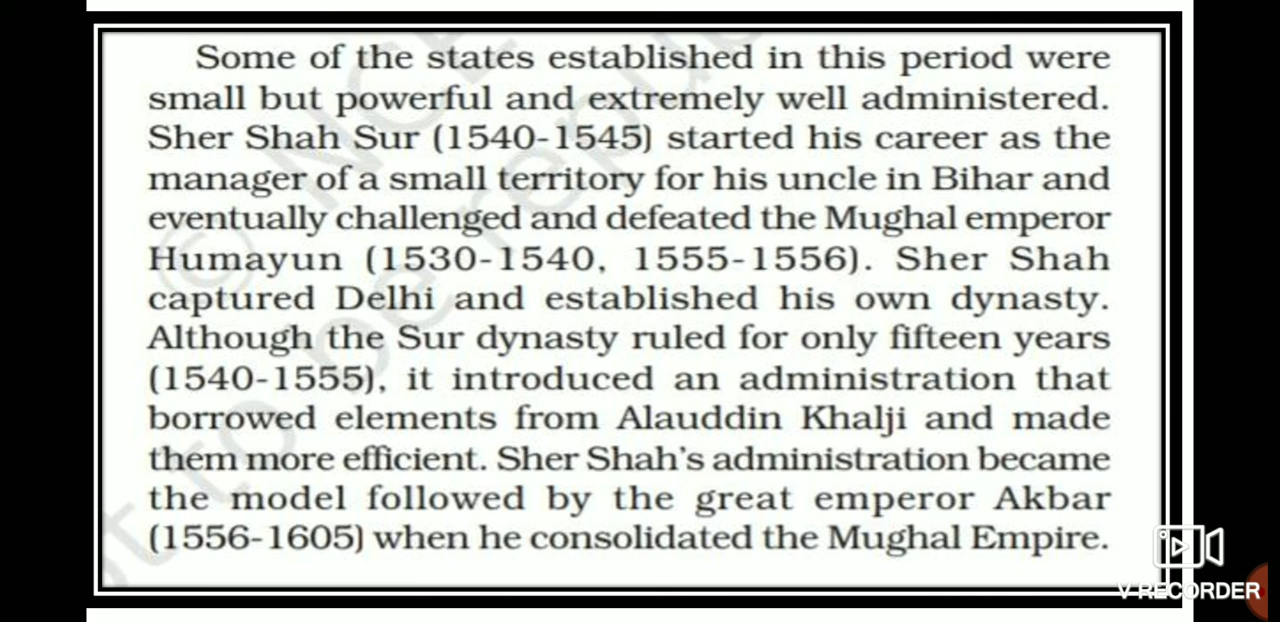 Some of the states established in this period were
small but powerful and extremely well administered.
Sher Shah Sur (1540-1545) started his career as the
manager of a small territory for his uncle in Bihar and
eventually challenged and defeated the Mughal emperor
Humayun (1530-1540, 1555-1556). Sher Shah
captured Delhi and established his own dynasty.
Although the Sur dynasty ruled for only fifteen years
(1540-1555), it introduced an administration that
borrowed elements from Alauddin Khalji and made
them more efficient. Sher Shah's administration became
the model followed by the great emperor Akbar
(1556-1605) when he consolidated the Mughal Empire.
V RECORDER